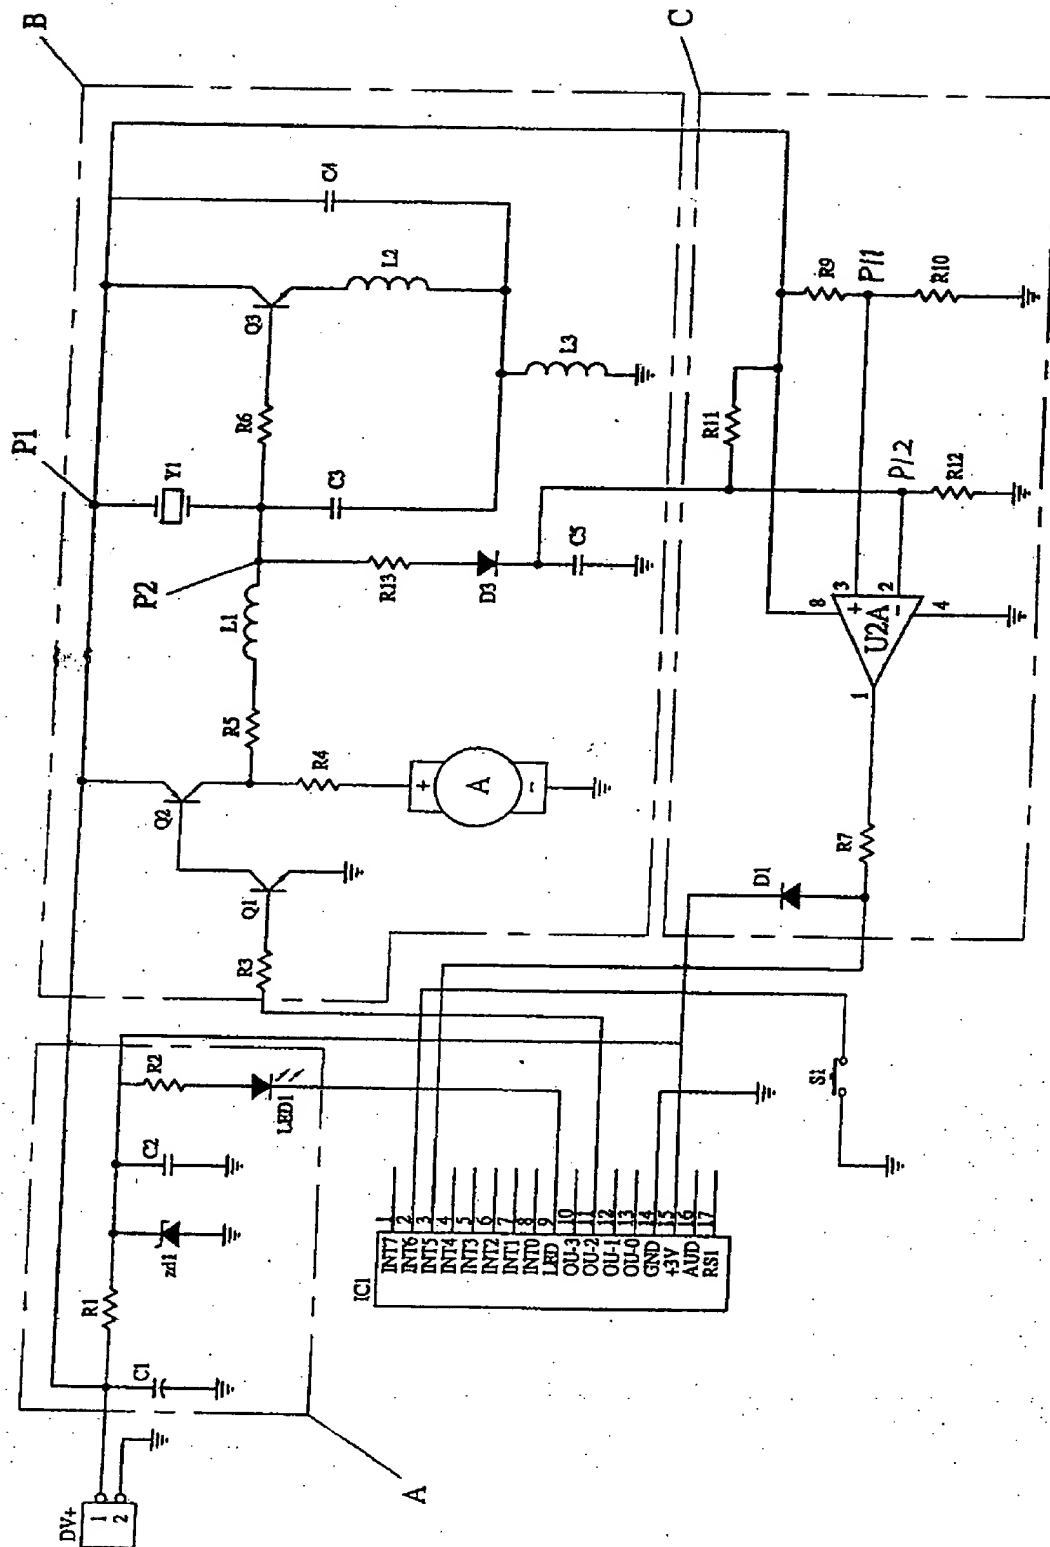 B
C
P1
P2
A
DV+
1
2
C1
R1
zd1
C2
R2
LED1
R3
Q1
Q2
R4
+
A
-
R5
L1
Y1
R6
C3
R13
D3
C5
Q3
L2
C4
L3
R9
P11
R10
R11
P12
R12
8
3
+
2
-
4
U2A
1
R7
D1
S1
IC1
INT7 1
INT6 2
INT5 3
INT4 4
INT3 5
INT2 6
INT1 7
INT0 8
LED 9
OU-3 10
OU-2 11
OU-1 12
OU-0 13
GND 14
+3V 15
AUD 16
RS1 17